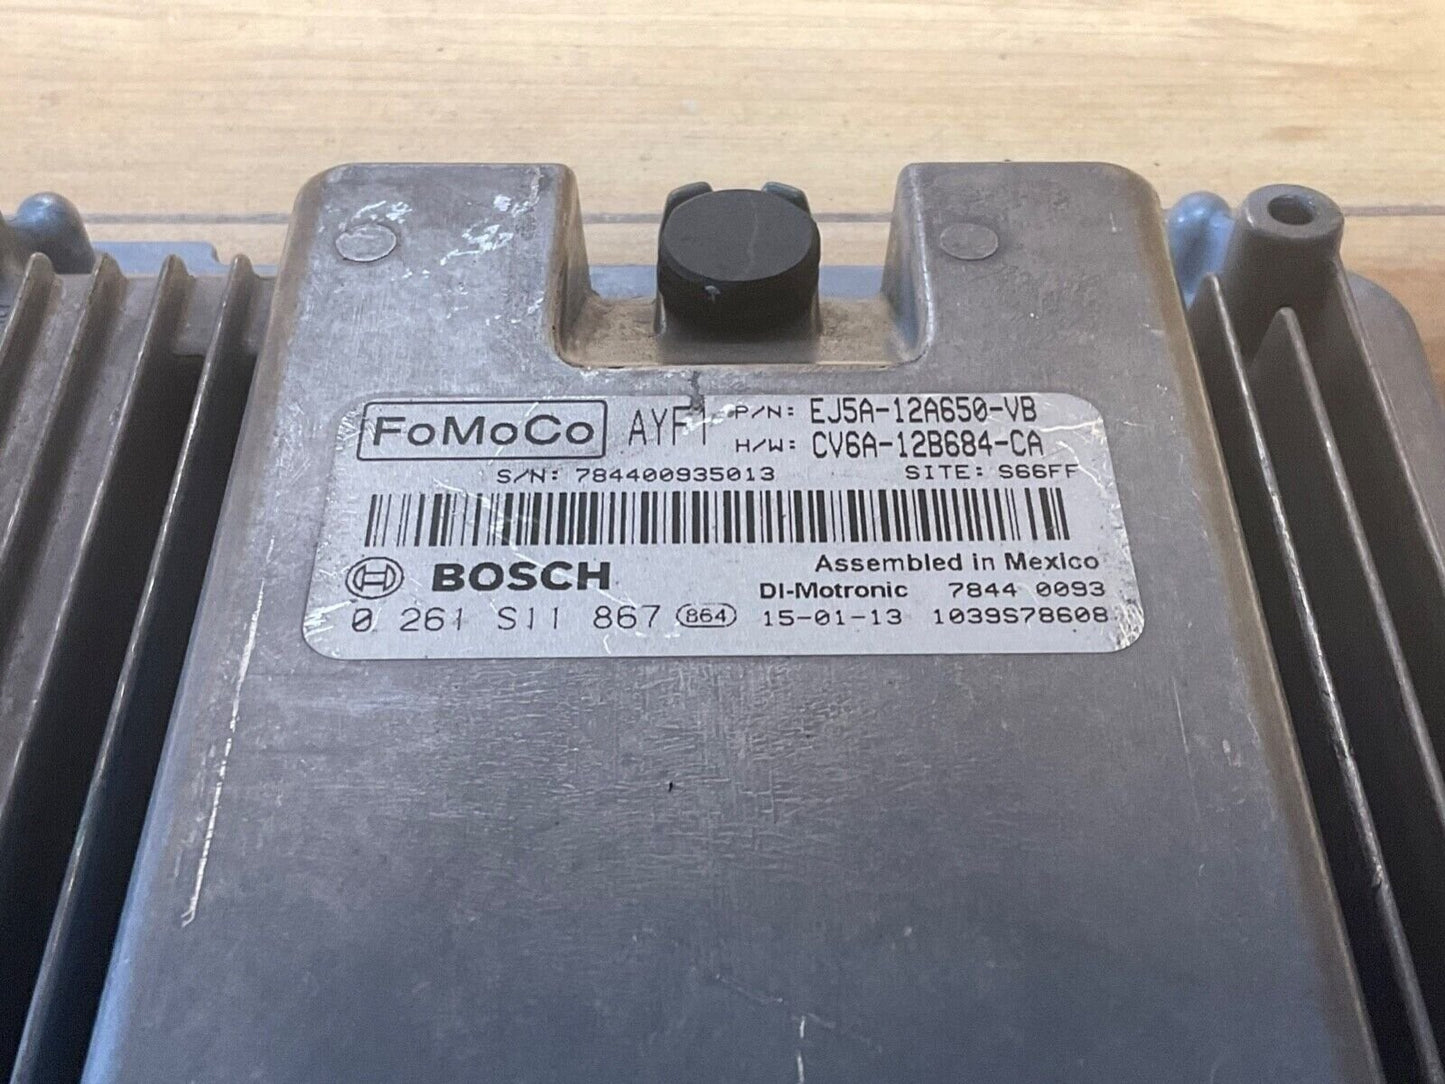 FoMoCo AYF1 P/N: EJ5A-12A650-VB
H/W: CV6A-12B684-CA
S/N: 784400935013 SITE: S66FF
Assembled in Mexico
BOSCH
DI-Motronic 7844 0093
0 261 S11 867 864 15-01-13 1039S78608